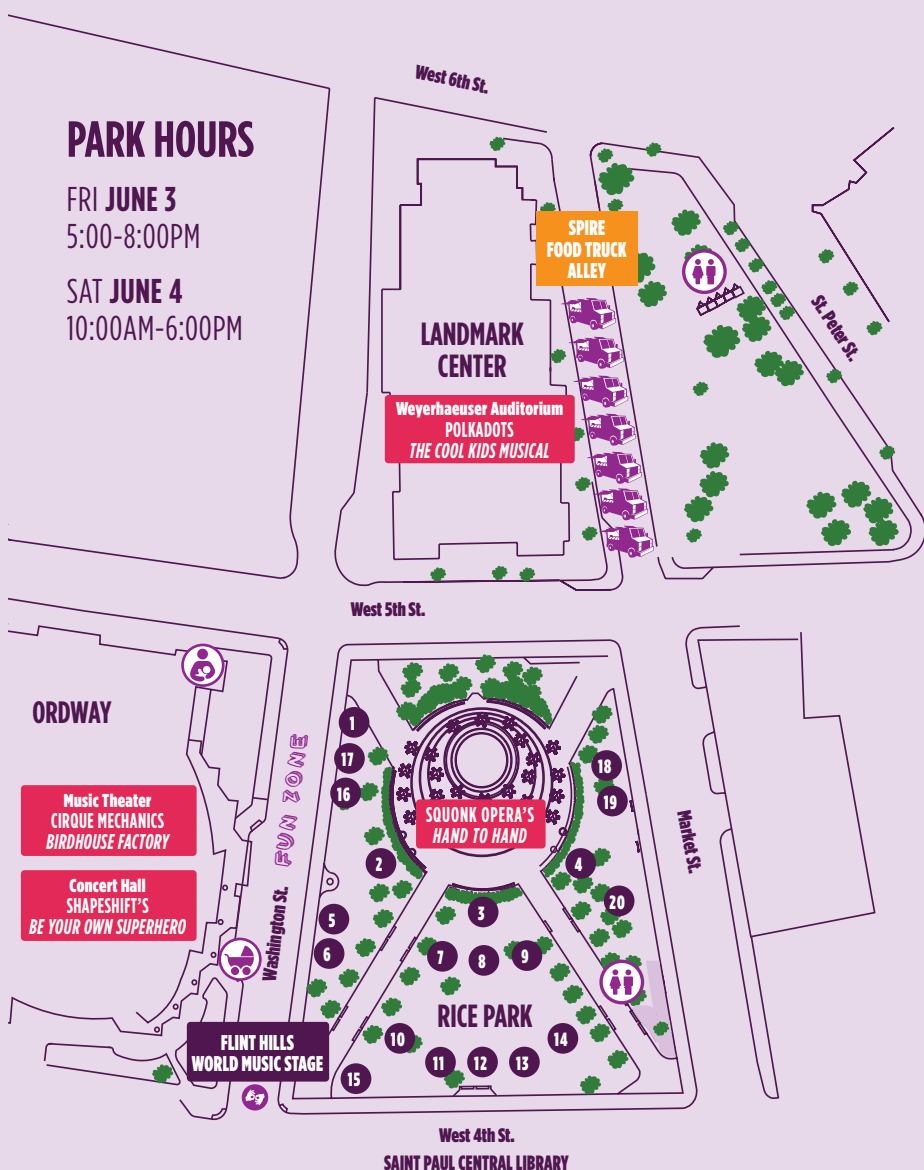 West 6th St.
PARK HOURS
FRI JUNE 3
5:00-8:00PM
SAT JUNE 4
10:00AM-6:00PM
SPIRE
FOOD TRUCK
ALLEY
St. Peter St.
LANDMARK
CENTER
Weyerhaeuser Auditorium
POLKADOTS
THE COOL KIDS MUSICAL
West 5th St.
ORDWAY
Music Theater
CIRQUE MECHANICS
BIRDHOUSE FACTORY
Concert Hall
SHAPESHIFT'S
BE YOUR OWN SUPERHERO
FUN ZONE
Washington St.
1
17
16
2
5
6
SQUONK OPERA'S
HAND TO HAND
18
19
4
20
Market St.
3
7
8
9
RICE PARK
10
14
11
12
13
15
FLINT HILLS
WORLD MUSIC STAGE
West 4th St.
SAINT PAUL CENTRAL LIBRARY